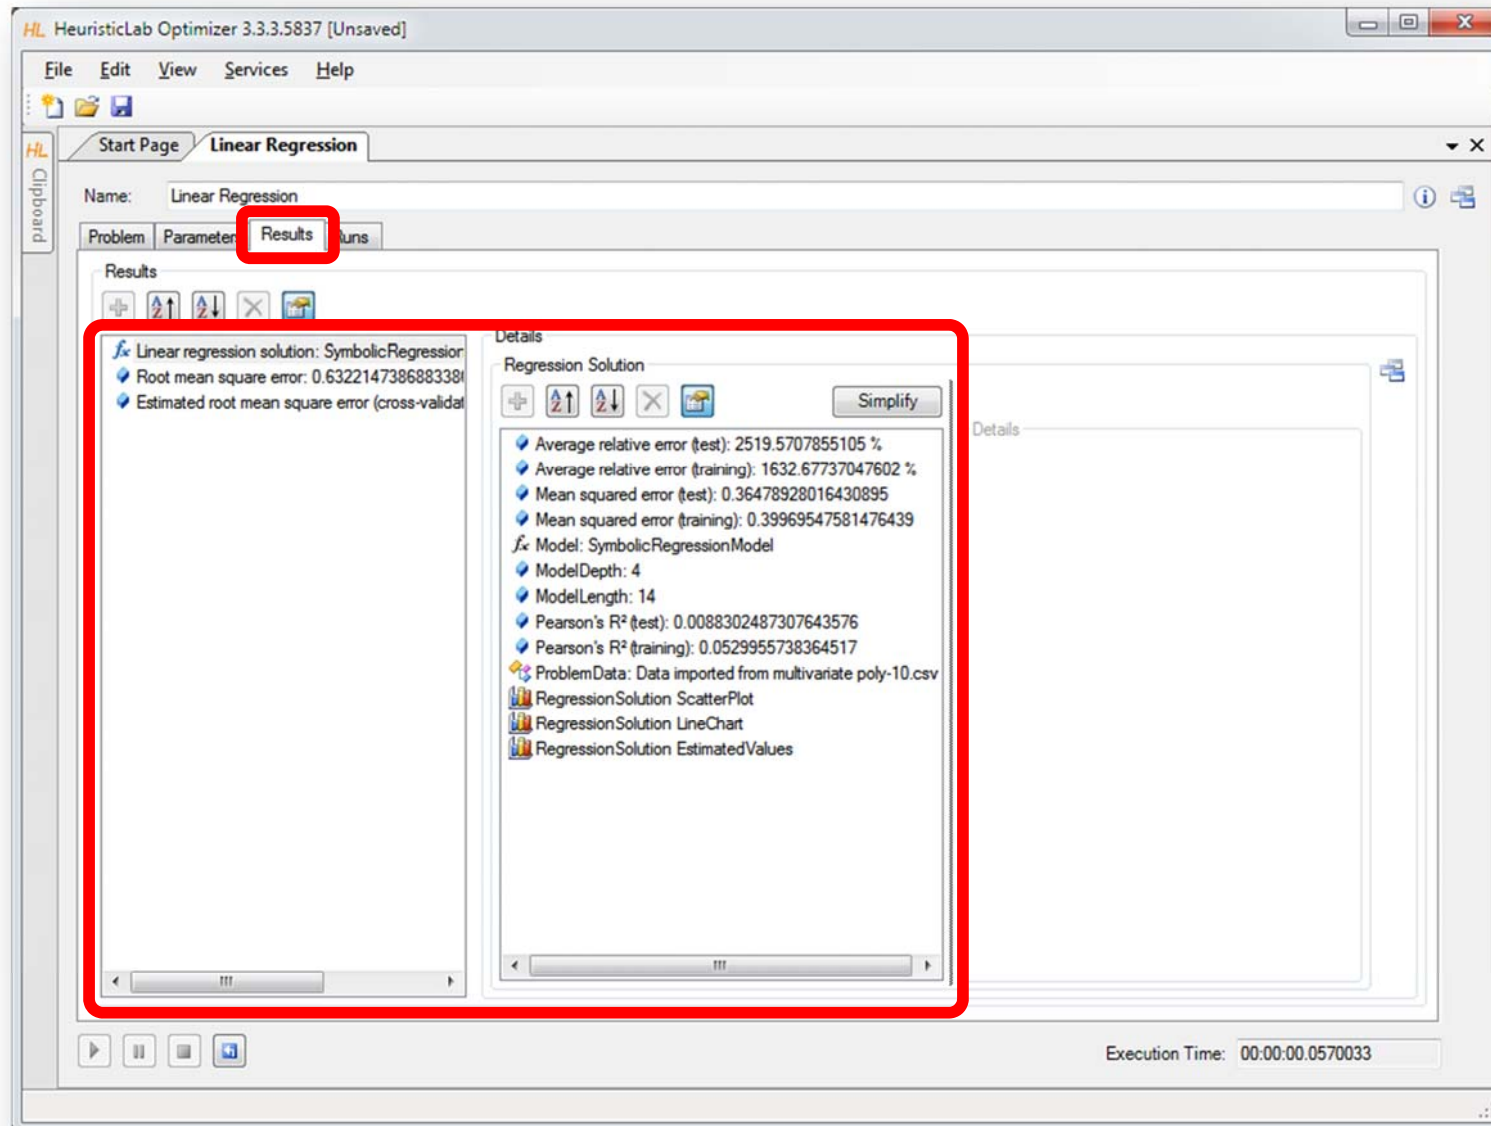 HL HeuristicLab Optimizer 3.3.3.5837 [Unsaved]
File Edit View Services Help
HL Clipboard
Start Page Linear Regression
Name: Linear Regression
Problem Parameter Results Runs
Results
Linear regression solution: SymbolicRegression
Root mean square error: 0.632214738688338
Estimated root mean square error (cross-validat
Details
Regression Solution
Simplify
Average relative error (test): 2519.5707855105 %
Average relative error (training): 1632.67737047602 %
Mean squared error (test): 0.36478928016430895
Mean squared error (training): 0.39969547581476439
Model: SymbolicRegressionModel
ModelDepth: 4
ModelLength: 14
Pearson's R² (test): 0.0088302487307643576
Pearson's R² (training): 0.0529955738364517
ProblemData: Data imported from multivariate poly-10.csv
RegressionSolution ScatterPlot
RegressionSolution LineChart
RegressionSolution EstimatedValues
Details
Execution Time: 00:00:00.0570033